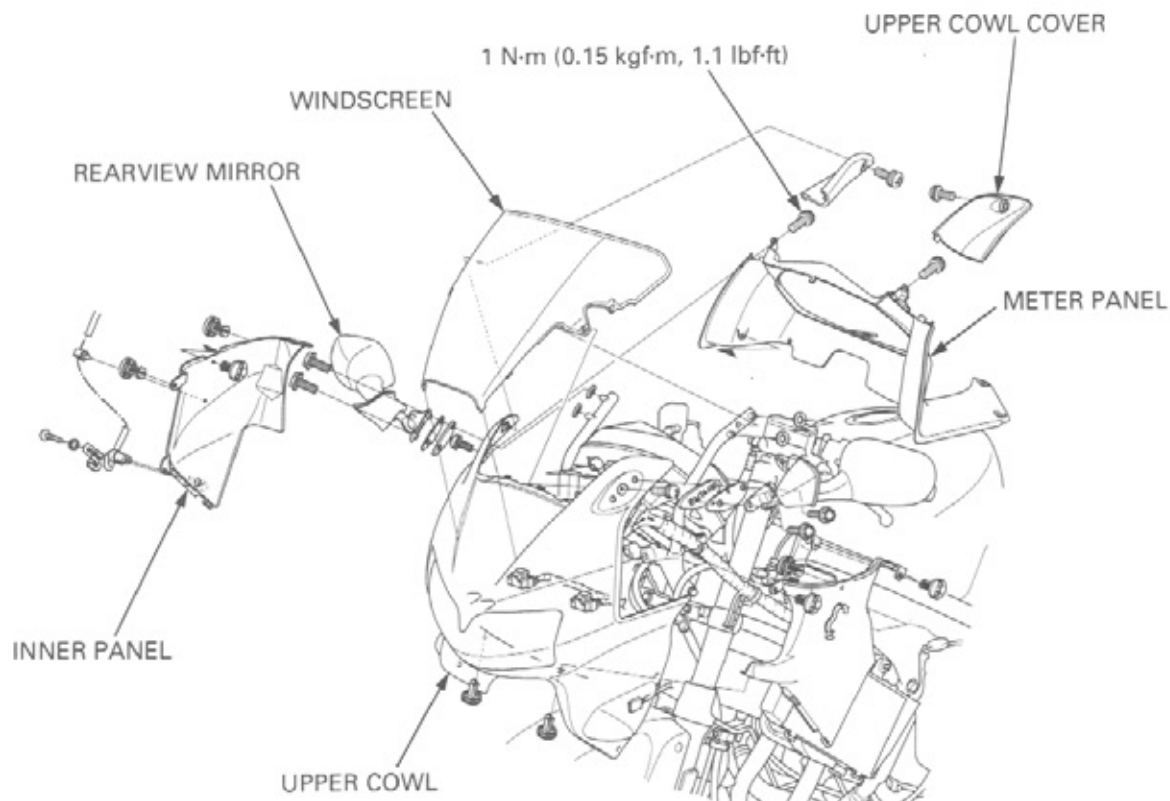 UPPER COWL COVER
1 N·m (0.15 kgf·m, 1.1 lbf·ft)
WINDSCREEN
REARVIEW MIRROR
METER PANEL
INNER PANEL
UPPER COWL